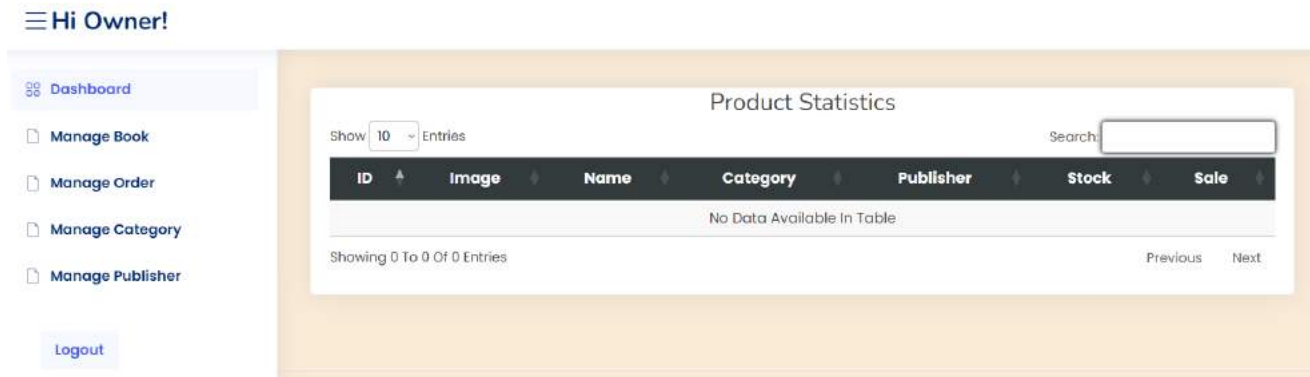 Hi Owner!
Dashboard
Manage Book
Manage Order
Manage Category
Manage Publisher
Logout
Product Statistics
Show 10 Entries
Search:
ID Image Name Category Publisher Stock Sale
No Data Available In Table
Showing 0 To 0 Of 0 Entries
Previous Next